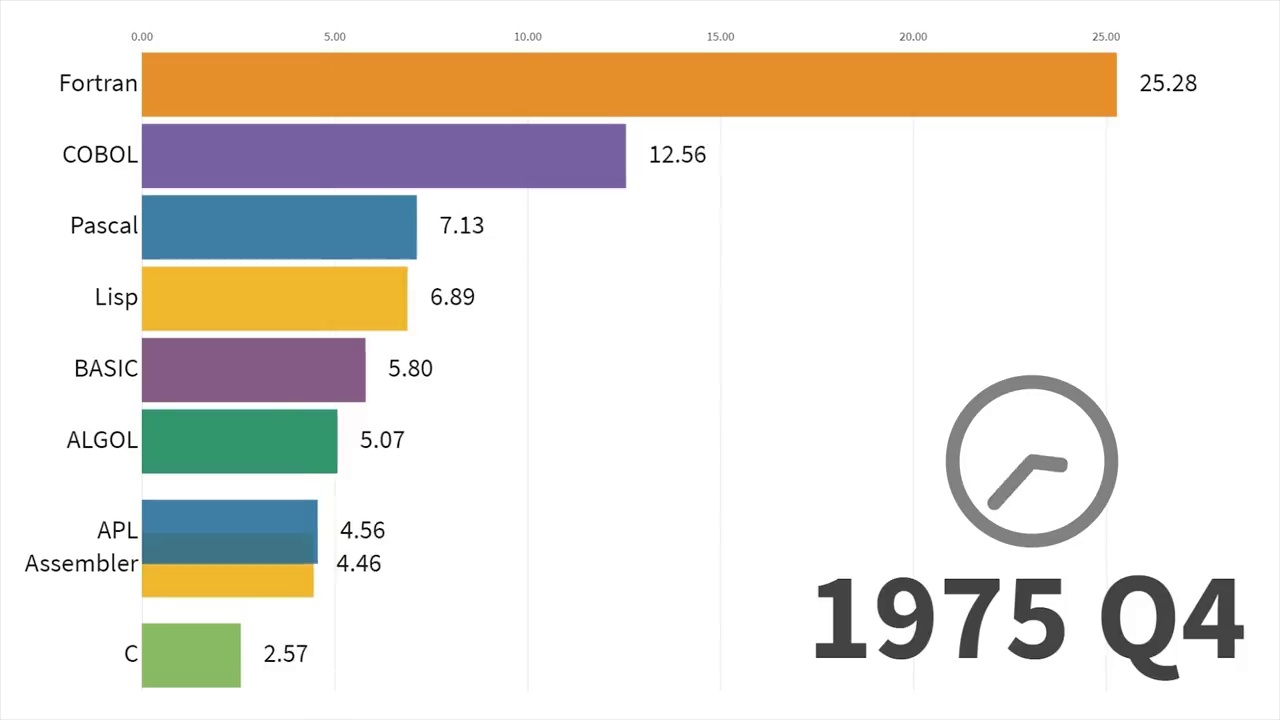 0.00 5.00 10.00 15.00 20.00 25.00
Fortran 25.28
COBOL 12.56
Pascal 7.13
Lisp 6.89
BASIC 5.80
ALGOL 5.07
APL 4.56
Assembler 4.46
C 2.57
1975 Q4